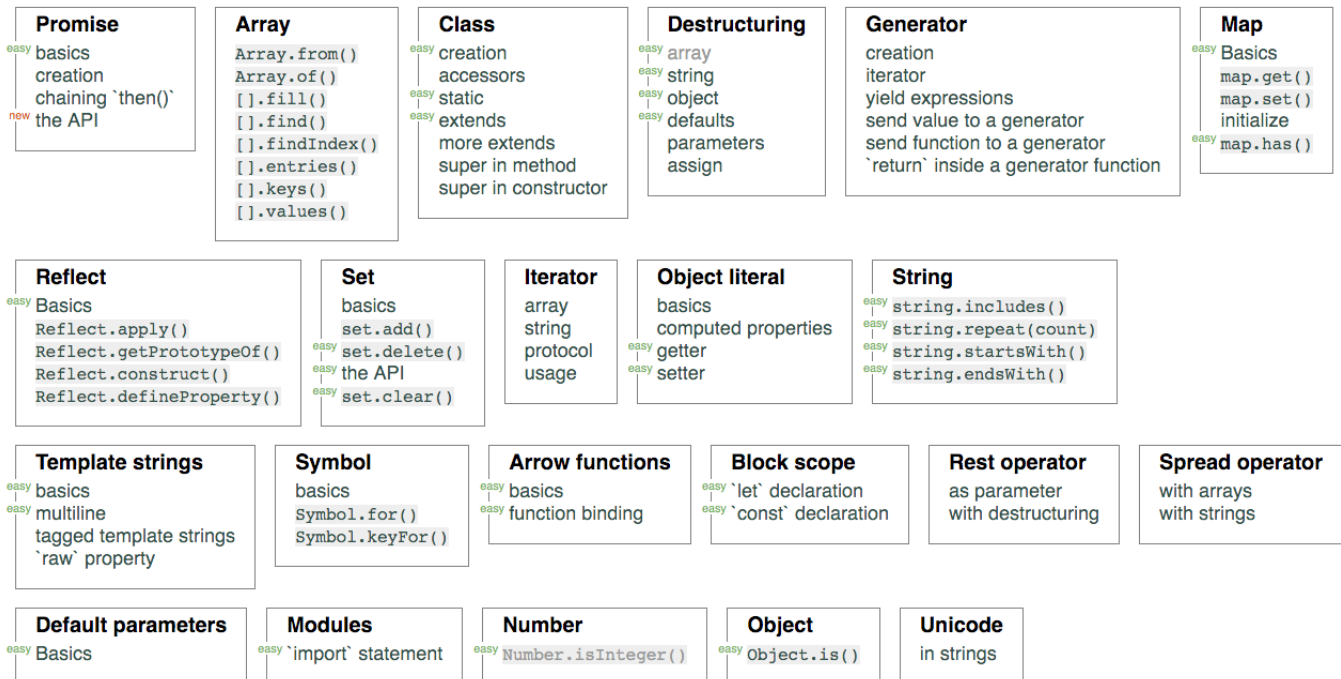 Promise
easy basics
creation
chaining `then()`
new the API
Array
Array.from()
Array.of()
[].fill()
[].find()
[].findIndex()
[].entries()
[].keys()
[].values()
Class
easy creation
accessors
easy static
easy extends
more extends
super in method
super in constructor
Destructuring
easy array
easy string
easy object
easy defaults
parameters
assign
Generator
creation
iterator
yield expressions
send value to a generator
send function to a generator
`return` inside a generator function
Map
easy Basics
map.get()
map.set()
initialize
easy map.has()
Reflect
easy Basics
Reflect.apply()
Reflect.getPrototypeOf()
Reflect.construct()
Reflect.defineProperty()
Set
basics
set.add()
easy set.delete()
easy the API
easy set.clear()
Iterator
array
string
protocol
usage
Object literal
basics
computed properties
easy getter
easy setter
String
easy string.includes()
easy string.repeat(count)
easy string.startsWith()
easy string.endsWith()
Template strings
easy basics
easy multiline
tagged template strings
`raw` property
Symbol
basics
Symbol.for()
Symbol.keyFor()
Arrow functions
easy basics
easy function binding
Block scope
easy `let` declaration
easy `const` declaration
Rest operator
as parameter
with destructuring
Spread operator
with arrays
with strings
Default parameters
easy Basics
Modules
easy `import` statement
Number
easy Number.isInteger()
Object
easy Object.is()
Unicode
in strings